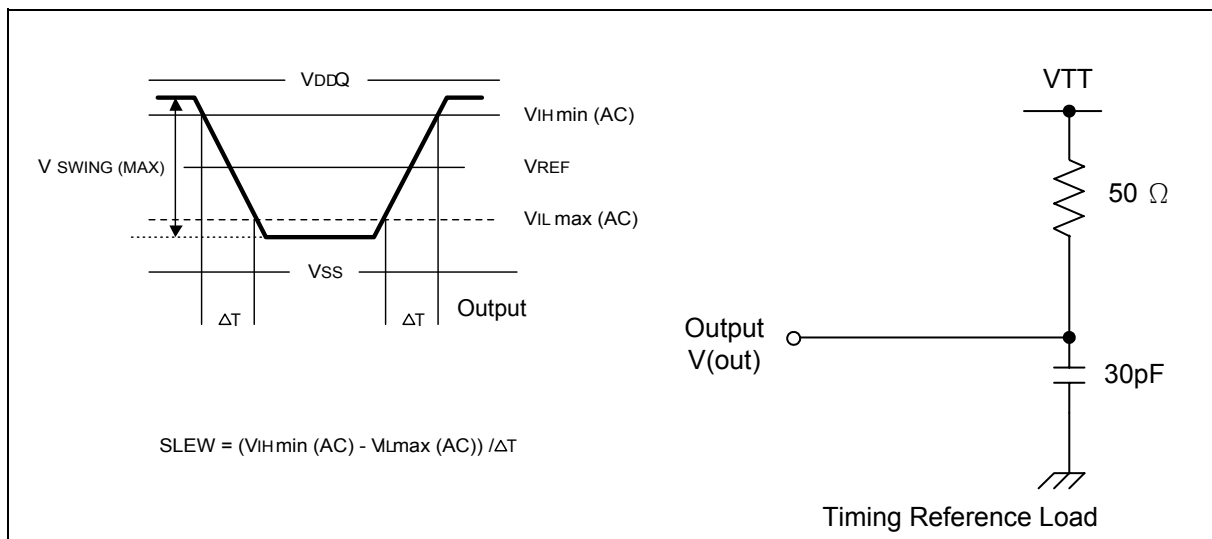 VDDQ
VIH min (AC)
V SWING (MAX)
VREF
VIL max (AC)
VSS
ΔT
ΔT
Output
SLEW = (VIH min (AC) - VILmax (AC)) /ΔT
VTT
50 Ω
Output
V(out)
30pF
Timing Reference Load